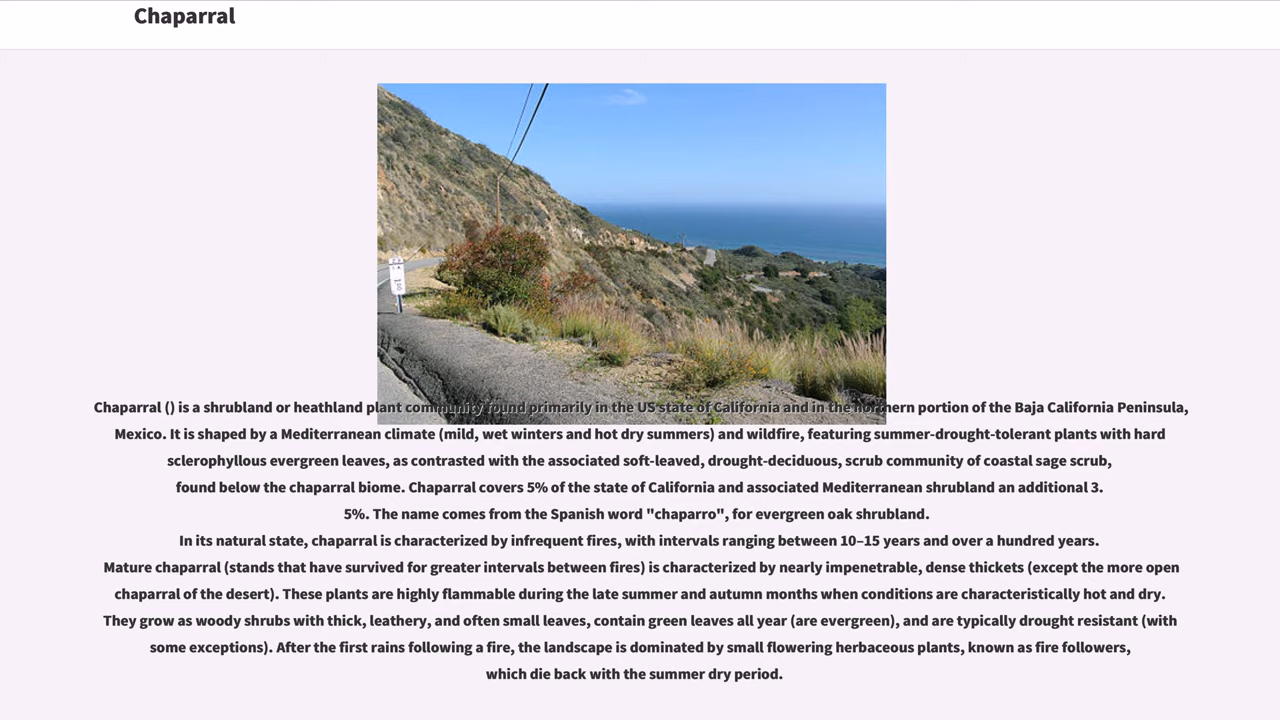 Chaparral
Chaparral () is a shrubland or heathland plant community found primarily in the US state of California and in the northern portion of the Baja California Peninsula,
Mexico. It is shaped by a Mediterranean climate (mild, wet winters and hot dry summers) and wildfire, featuring summer-drought-tolerant plants with hard
sclerophyllous evergreen leaves, as contrasted with the associated soft-leaved, drought-deciduous, scrub community of coastal sage scrub,
found below the chaparral biome. Chaparral covers 5% of the state of California and associated Mediterranean shrubland an additional 3.
5%. The name comes from the Spanish word "chaparro", for evergreen oak shrubland.
In its natural state, chaparral is characterized by infrequent fires, with intervals ranging between 10–15 years and over a hundred years.
Mature chaparral (stands that have survived for greater intervals between fires) is characterized by nearly impenetrable, dense thickets (except the more open
chaparral of the desert). These plants are highly flammable during the late summer and autumn months when conditions are characteristically hot and dry.
They grow as woody shrubs with thick, leathery, and often small leaves, contain green leaves all year (are evergreen), and are typically drought resistant (with
some exceptions). After the first rains following a fire, the landscape is dominated by small flowering herbaceous plants, known as fire followers,
which die back with the summer dry period.